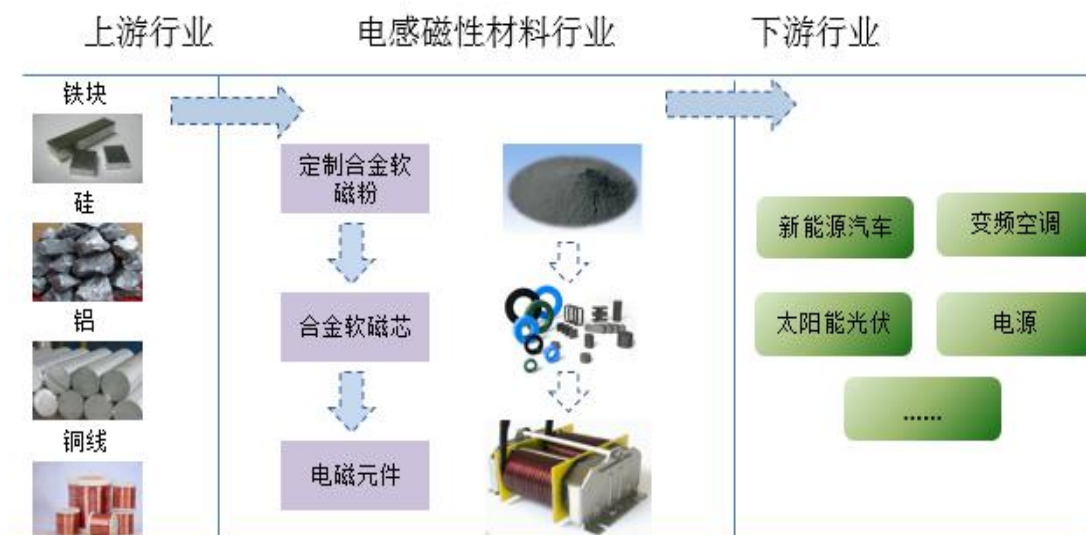 上游行业
电感磁性材料行业
下游行业
铁块
硅
铝
铜线
定制合金软
磁粉
合金软磁芯
电磁元件
新能源汽车
变频空调
太阳能光伏
电源
......